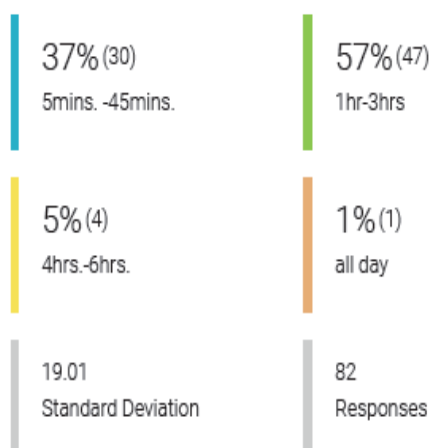 37% (30)
5mins. -45mins.
57% (47)
1hr-3hrs
5% (4)
4hrs.-6hrs.
1% (1)
all day
19.01
Standard Deviation
82
Responses